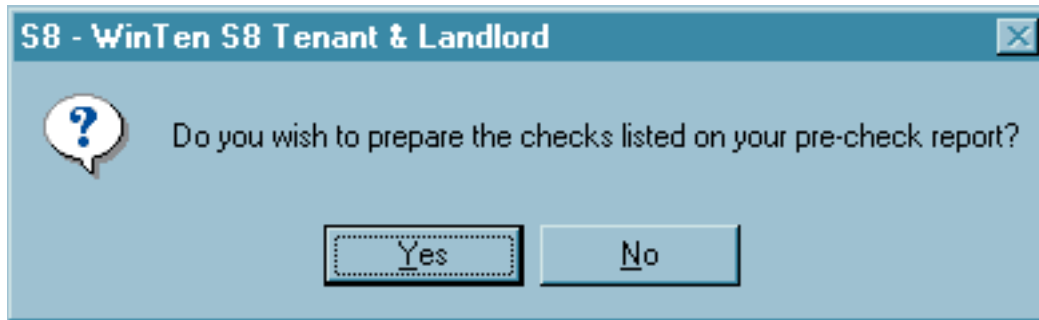 S8 - WinTen S8 Tenant & Landlord
Do you wish to prepare the checks listed on your pre-check report?
Yes
No